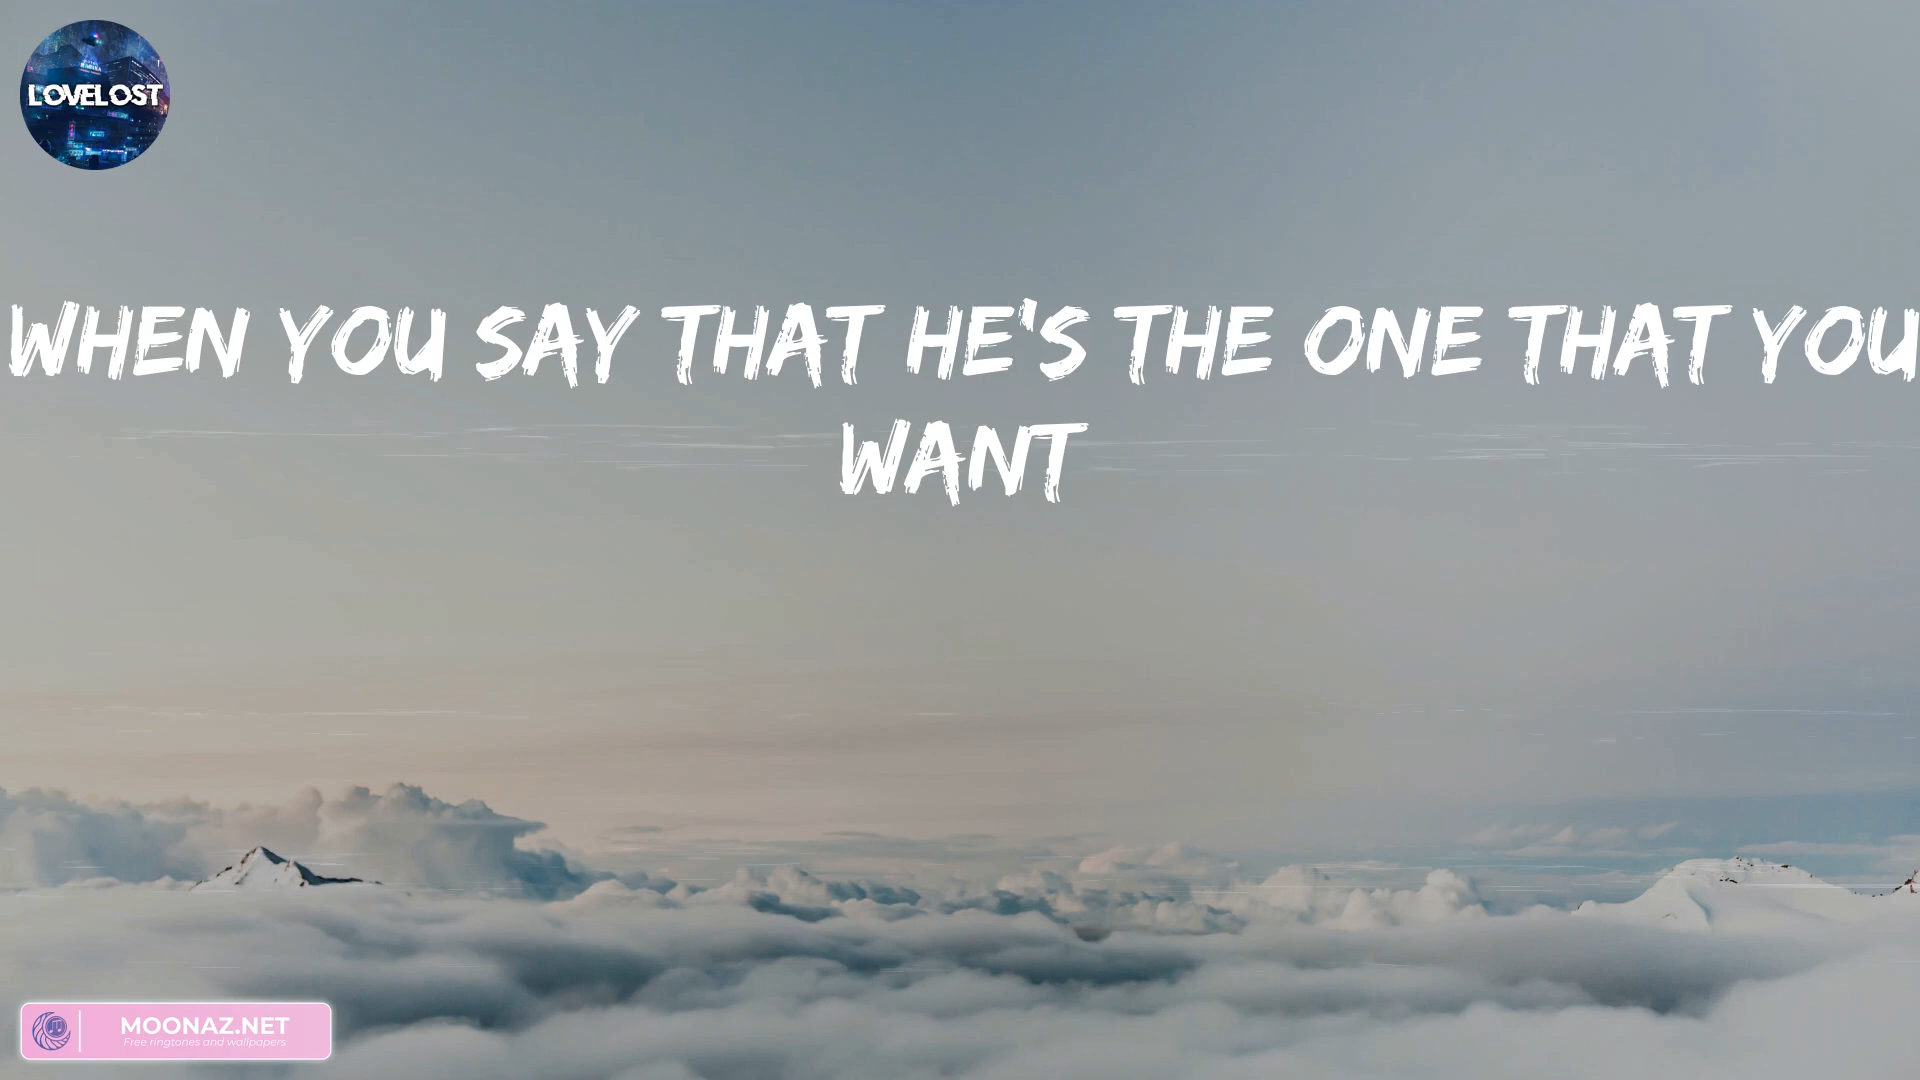 LOVELOST
WHEN YOU SAY THAT HE'S THE ONE THAT YOU
WANT
MOONAZ.NET
Free ringtones and wallpapers